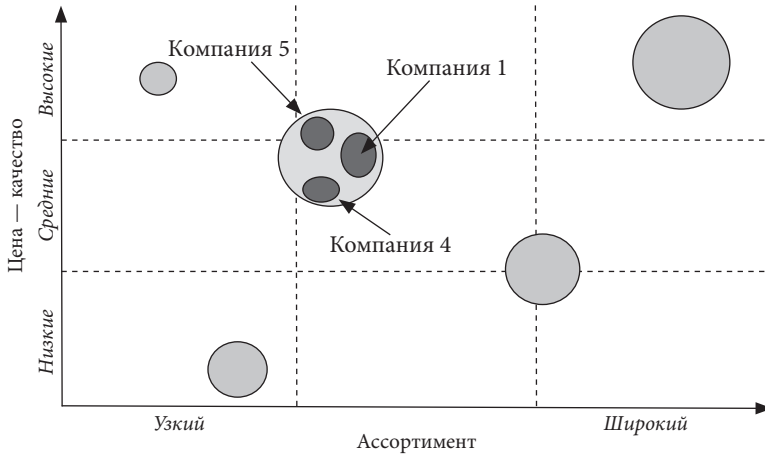 Цена — качество
Высокие
Средние
Низкие
Компания 5
Компания 1
Компания 4
Узкий
Широкий
Ассортимент